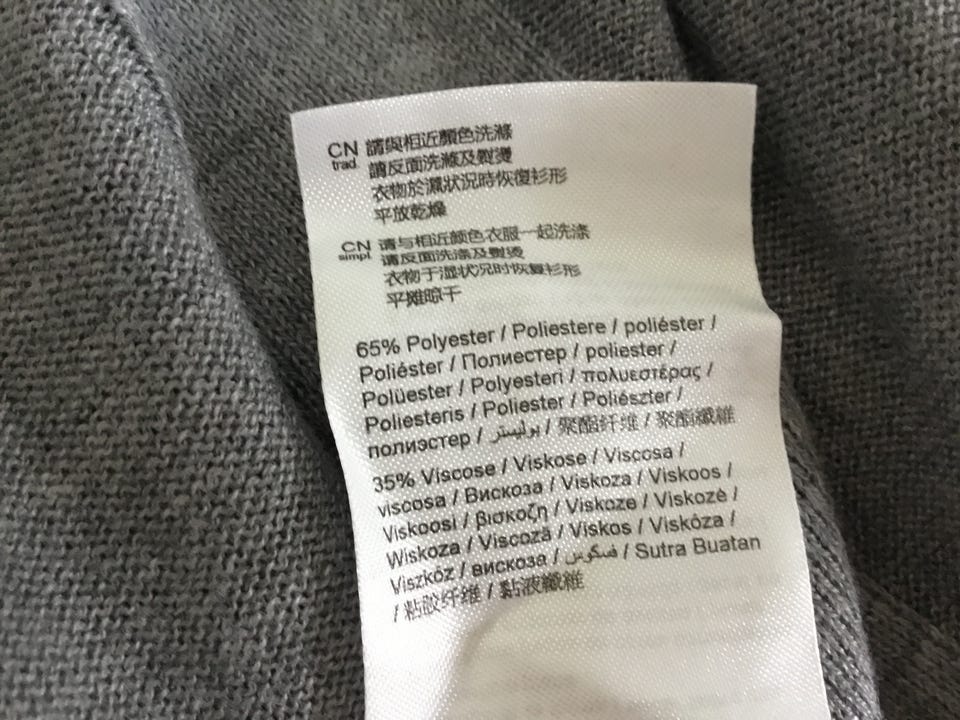 CN trad. 請與相近顏色洗滌
請反面洗滌及熨燙
衣物於濕狀況時恢復衫形
平放乾燥
CN simpl. 请与相近颜色衣服一起洗涤
请反面洗涤及熨烫
衣物于湿状况时恢复衫形
平摊晾干
65% Polyester / Poliestere / poliéster /
Poliéster / Полиестер / poliester /
Polüester / Polyesteri / πολυεστέρας /
Poliesteris / Poliester / Poliészter /
полиэстер / بوليستر / 聚酯纤维 / 聚酯纖維
35% Viscose / Viskose / Viscosa /
viscosa / Вискоза / Viskoza / Viskoos /
Viskoosi / βισκοζη / Viskoze / Viskozė /
Wiskoza / Viscoză / Viskos / Viskóza /
Viszkóz / вискоза / فسكوس / Sutra Buatan
/ 粘胶纤维 / 黏液纖維